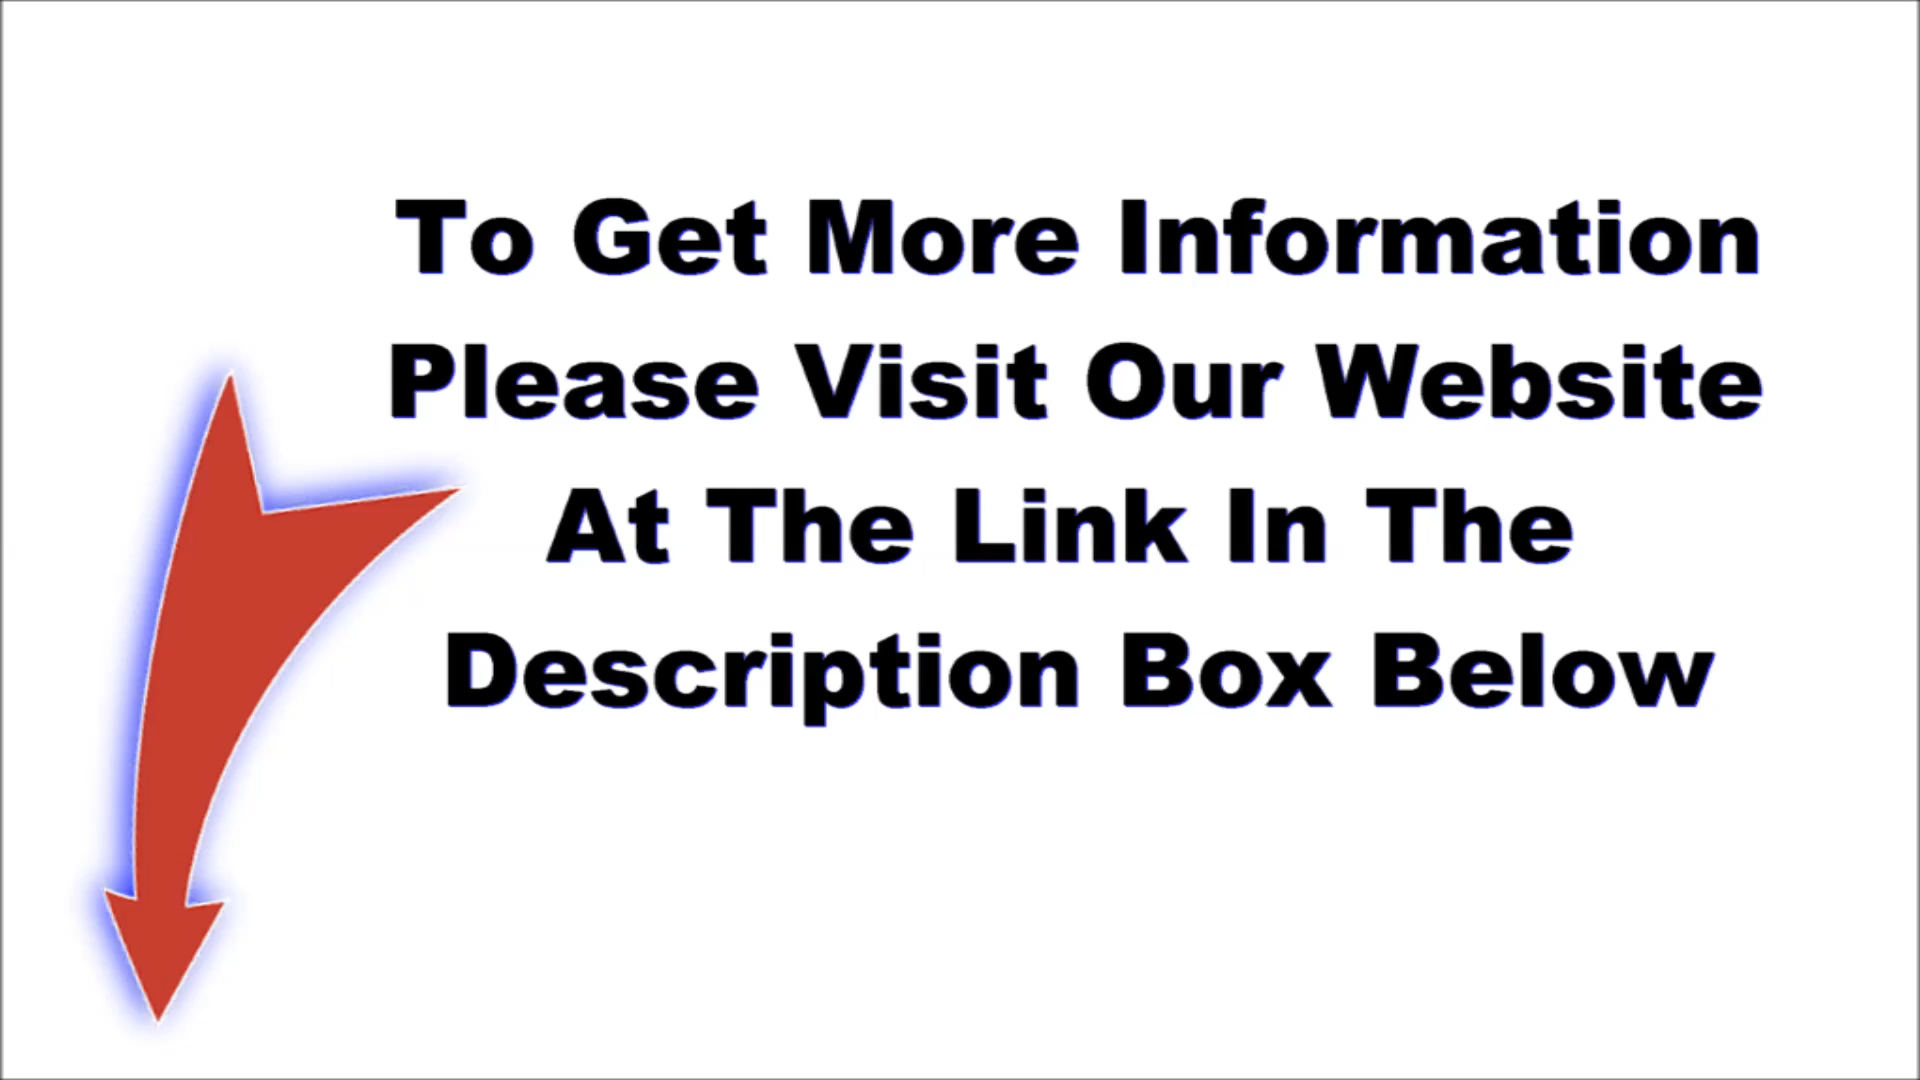 To Get More Information
Please Visit Our Website
At The Link In The
Description Box Below